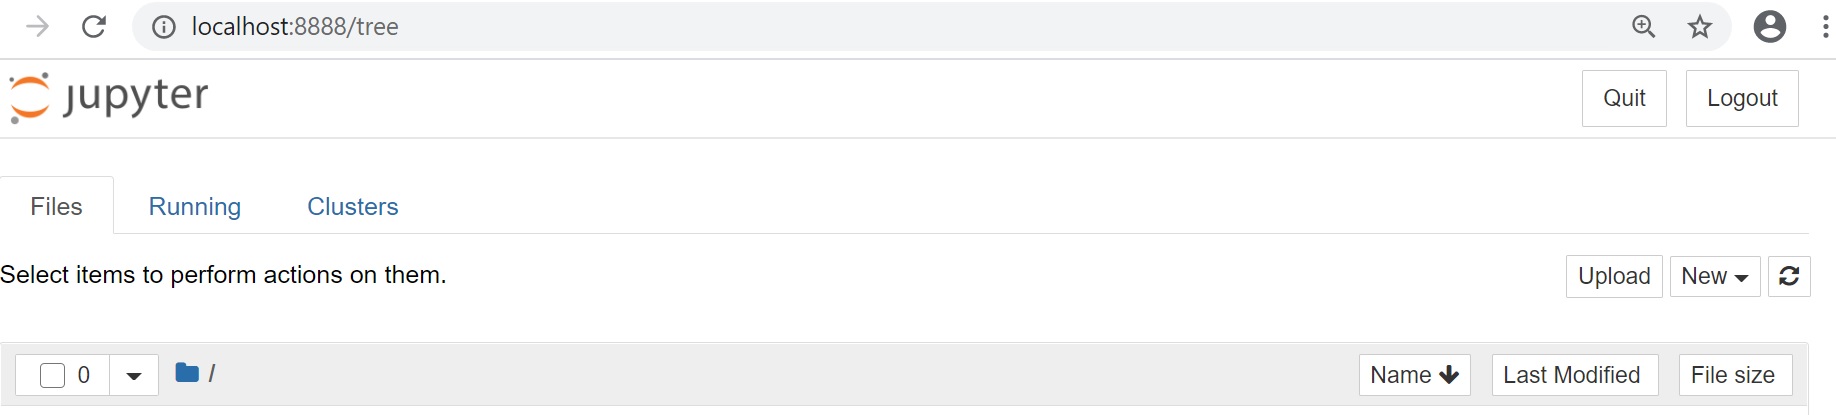 localhost:8888/tree
jupyter
Quit
Logout
Files
Running
Clusters
Select items to perform actions on them.
Upload
New
0
/
Name
Last Modified
File size